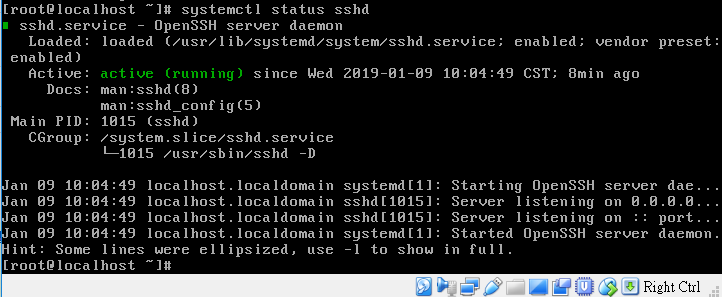 [root@localhost ~]# systemctl status sshd
sshd.service - OpenSSH server daemon
Loaded: loaded (/usr/lib/systemd/system/sshd.service; enabled; vendor preset:
enabled)
Active: active (running) since Wed 2019-01-09 10:04:49 CST; 8min ago
Docs: man:sshd(8)
man:sshd_config(5)
Main PID: 1015 (sshd)
CGroup: /system.slice/sshd.service
└─1015 /usr/sbin/sshd -D
Jan 09 10:04:49 localhost.localdomain systemd[1]: Starting OpenSSH server dae...
Jan 09 10:04:49 localhost.localdomain sshd[1015]: Server listening on 0.0.0.0...
Jan 09 10:04:49 localhost.localdomain sshd[1015]: Server listening on :: port...
Jan 09 10:04:49 localhost.localdomain systemd[1]: Started OpenSSH server daemon.
Hint: Some lines were ellipsized, use -l to show in full.
[root@localhost ~]#
Right Ctrl